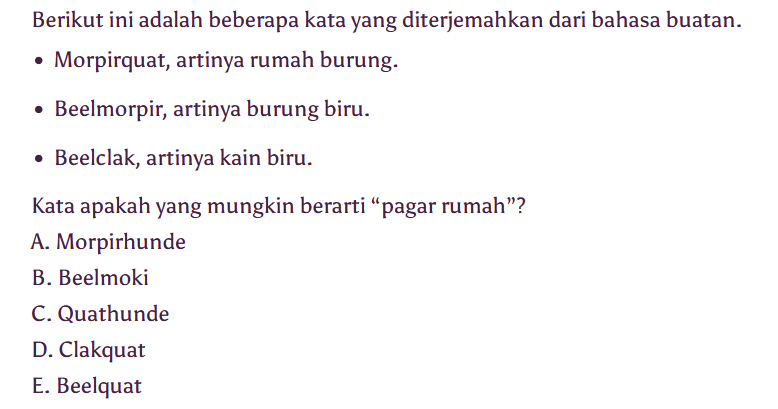 Berikut ini adalah beberapa kata yang diterjemahkan dari bahasa buatan.
• Morpirquat, artinya rumah burung.
• Beelmorpir, artinya burung biru.
• Beelclak, artinya kain biru.
Kata apakah yang mungkin berarti “pagar rumah”?
A. Morpirhunde
B. Beelmoki
C. Quathunde
D. Clakquat
E. Beelquat